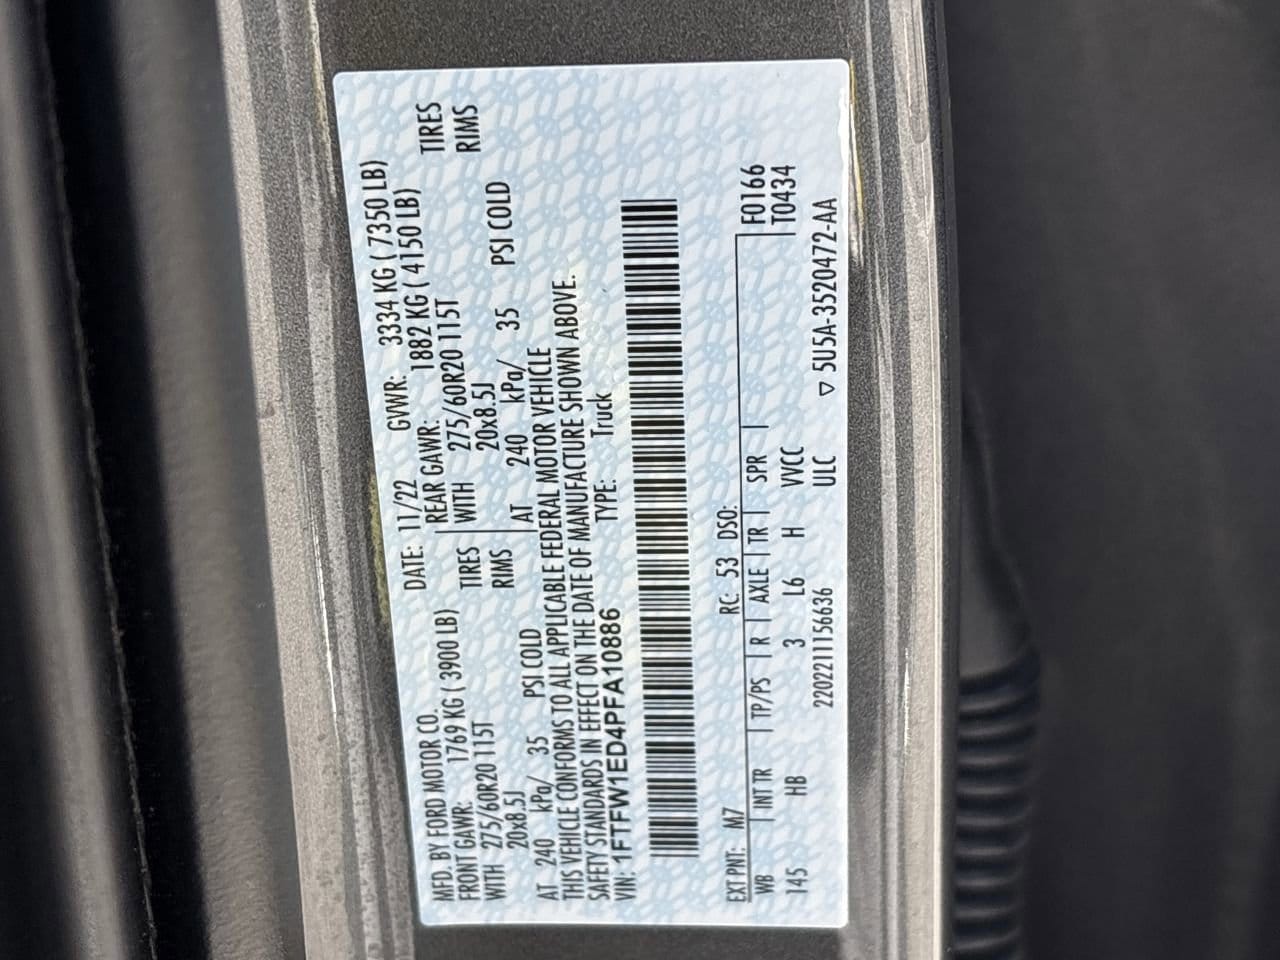 MFD. BY FORD MOTOR CO. DATE: 11/22 GVWR: 3334 KG ( 7350 LB)
FRONT GAWR: 1769 KG ( 3900 LB) REAR GAWR: 1882 KG ( 4150 LB)
WITH 275/60R20 115T TIRES WITH 275/60R20 115T TIRES
20x8.5J RIMS 20x8.5J RIMS
AT 240 kPa/ 35 PSI COLD AT 240 kPa/ 35 PSI COLD
THIS VEHICLE CONFORMS TO ALL APPLICABLE FEDERAL MOTOR VEHICLE
SAFETY STANDARDS IN EFFECT ON THE DATE OF MANUFACTURE SHOWN ABOVE.
VIN: 1FTFW1ED4PFA10886 TYPE: Truck
EXT PNT: M7 RC: 53 DSO: F0166
WB | INT TR | TP/PS | R | AXLE | TR | SPR | T0434
145 HB 3 L6 H VCC
220221156636 ULC ▽ 5U5A-3520472-AA